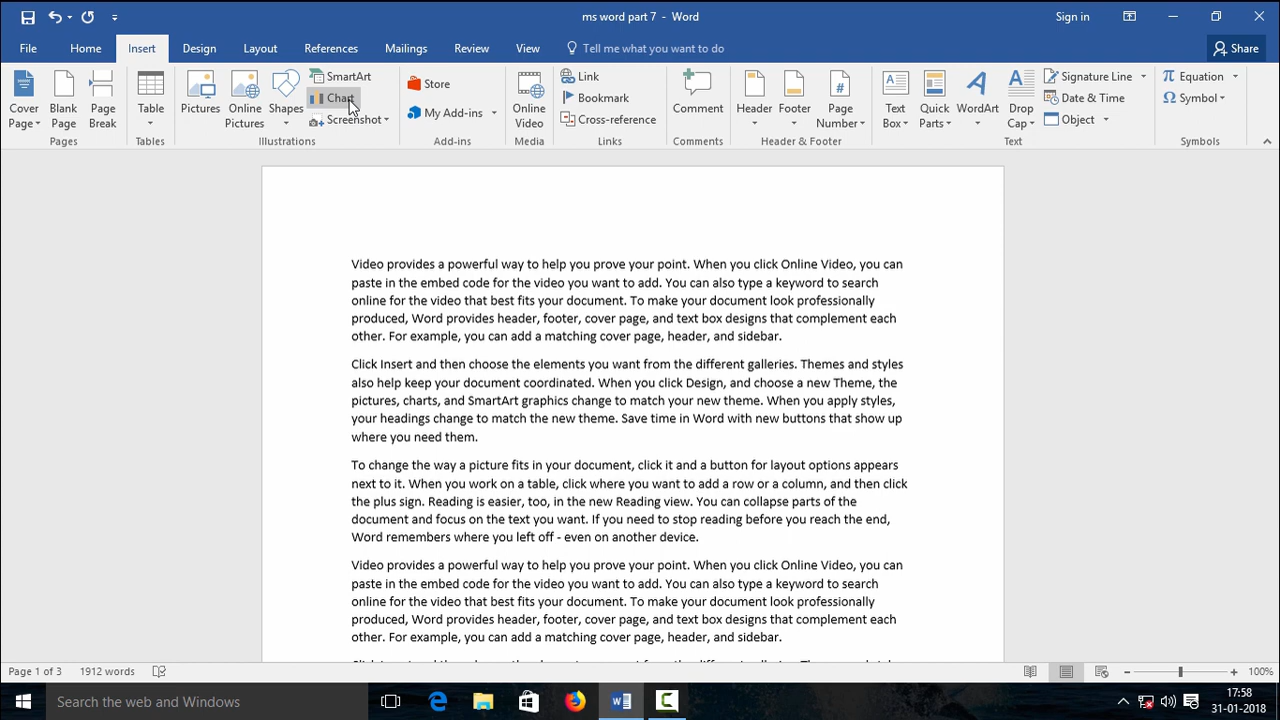 ms word part 7 - Word
Sign in
File Home Insert Design Layout References Mailings Review View Tell me what you want to do Share
Cover Page
Blank Page
Page Break
Pages
Table
Tables
Pictures
Online Pictures
Shapes
SmartArt
Chart
Screenshot
Illustrations
Store
My Add-ins
Add-ins
Online Video
Media
Link
Bookmark
Cross-reference
Links
Comment
Comments
Header
Footer
Page Number
Header & Footer
Text Box
Quick Parts
WordArt
Drop Cap
Signature Line
Date & Time
Object
Text
Equation
Symbol
Symbols
Video provides a powerful way to help you prove your point. When you click Online Video, you can
paste in the embed code for the video you want to add. You can also type a keyword to search
online for the video that best fits your document. To make your document look professionally
produced, Word provides header, footer, cover page, and text box designs that complement each
other. For example, you can add a matching cover page, header, and sidebar.
Click Insert and then choose the elements you want from the different galleries. Themes and styles
also help keep your document coordinated. When you click Design, and choose a new Theme, the
pictures, charts, and SmartArt graphics change to match your new theme. When you apply styles,
your headings change to match the new theme. Save time in Word with new buttons that show up
where you need them.
To change the way a picture fits in your document, click it and a button for layout options appears
next to it. When you work on a table, click where you want to add a row or a column, and then click
the plus sign. Reading is easier, too, in the new Reading view. You can collapse parts of the
document and focus on the text you want. If you need to stop reading before you reach the end,
Word remembers where you left off - even on another device.
Video provides a powerful way to help you prove your point. When you click Online Video, you can
paste in the embed code for the video you want to add. You can also type a keyword to search
online for the video that best fits your document. To make your document look professionally
produced, Word provides header, footer, cover page, and text box designs that complement each
other. For example, you can add a matching cover page, header, and sidebar.
Page 1 of 3 1912 words 100%
Search the web and Windows
17:58
31-01-2018